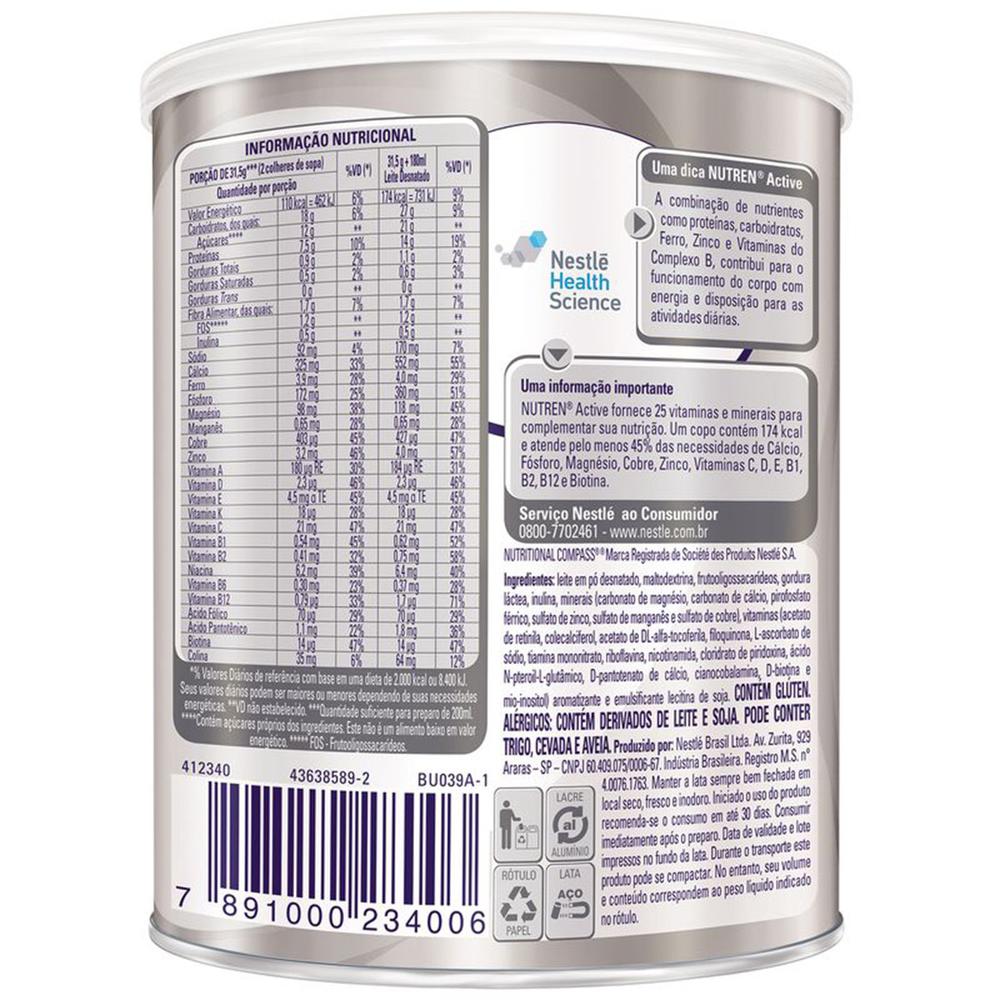 INFORMAÇÃO NUTRICIONAL
PORÇÃO DE 31,5g*** (2 colheres de sopa) %VD (*) 31,5 g + 180ml Leite Desnatado %VD (*)
Quantidade por porção
Valor Energético 110 kcal = 462 kJ 6% 174 kcal = 731 kJ 9%
Carboidratos, dos quais: 18 g 6% 27 g 9%
Açúcares**** 12 g ** 21 g **
Proteínas 7,5 g 10% 14 g 19%
Gorduras Totais 0,9 g 2% 1,1 g 2%
Gorduras Saturadas 0,5 g 2% 0,6 g 3%
Gorduras Trans 0 g ** 0 g **
Fibra Alimentar, das quais: 1,7 g 7% 1,7 g 7%
FOS***** 1,2 g ** 1,2 g **
Inulina 0,5 g ** 0,5 g **
Sódio 92 mg 4% 170 mg 7%
Cálcio 325 mg 33% 552 mg 55%
Ferro 3,9 mg 28% 4,0 mg 29%
Fósforo 172 mg 25% 360 mg 51%
Magnésio 98 mg 38% 118 mg 45%
Manganês 0,65 mg 28% 0,65 mg 28%
Cobre 403 µg 45% 427 µg 47%
Zinco 3,2 mg 46% 4,0 mg 57%
Vitamina A 180 µg RE 30% 184 µg RE 31%
Vitamina D 2,3 µg 46% 2,3 µg 46%
Vitamina E 4,5 mg α TE 45% 4,5 mg α TE 45%
Vitamina K 18 µg 28% 18 µg 28%
Vitamina C 21 mg 47% 21 mg 47%
Vitamina B1 0,54 mg 45% 0,62 mg 52%
Vitamina B2 0,41 mg 32% 0,75 mg 58%
Niacina 6,2 mg 39% 6,4 mg 40%
Vitamina B6 0,30 mg 23% 0,37 mg 28%
Vitamina B12 0,79 µg 33% 1,7 µg 71%
Ácido Fólico 70 µg 29% 70 µg 29%
Ácido Pantotênico 1,1 mg 22% 1,8 mg 36%
Biotina 14 µg 47% 14 µg 47%
Colina 35 mg 6% 64 mg 12%
*% Valores Diários de referência com base em uma dieta de 2.000 kcal ou 8.400 kJ.
Seus valores diários podem ser maiores ou menores dependendo de suas necessidades
energéticas. **VD não estabelecido. ***Quantidade suficiente para preparo de 200ml.
****Contém açúcares próprios dos ingredientes. Este não é um alimento baixo em valor
energético. ***** FOS - Frutooligossacarídeos.
412340 43638589-2 BU039A-1
7 891000 234006
Uma dica NUTREN® Active
A combinação de nutrientes
como proteínas, carboidratos,
Ferro, Zinco e Vitaminas do
Complexo B, contribui para o
funcionamento do corpo com
energia e disposição para as
atividades diárias.
Nestlē
Health
Science
Uma informação importante
NUTREN® Active fornece 25 vitaminas e minerais para
complementar sua nutrição. Um copo contém 174 kcal
e atende pelo menos 45% das necessidades de Cálcio,
Fósforo, Magnésio, Cobre, Zinco, Vitaminas C, D, E, B1,
B2, B12 e Biotina.
Serviço Nestlé ao Consumidor
0800-7702461 - www.nestle.com.br
NUTRITIONAL COMPASS® Marca Registrada de Société des Produits Nestlé S.A.
Ingredientes: leite em pó desnatado, maltodextrina, frutooligossacarídeos, gordura
láctea, inulina, minerais (carbonato de magnésio, carbonato de cálcio, pirofosfato
férrico, sulfato de zinco, sulfato de manganês e sulfato de cobre), vitaminas (acetato
de retinila, colecalciferol, acetato de DL-alfa-tocoferila, filoquinona, L-ascorbato de
sódio, tiamina mononitrato, riboflavina, nicotinamida, cloridrato de piridoxina, ácido
N-pteroil-L-glutâmico, D-pantotenato de cálcio, cianocobalamina, D-biotina e
mio-inositol) aromatizante e emulsificante lecitina de soja. CONTÉM GLÚTEN.
ALÉRGICOS: CONTÉM DERIVADOS DE LEITE E SOJA. PODE CONTER
TRIGO, CEVADA E AVEIA. Produzido por: Nestlé Brasil Ltda. Av. Zurita, 929
Araras – SP – CNPJ 60.409.075/0006-67. Indústria Brasileira. Registro M.S. n°
4.0076.1763. Manter a lata sempre bem fechada em
local seco, fresco e inodoro. Iniciado o uso do produto
recomenda-se o consumo em até 30 dias. Consumir
imediatamente após o preparo. Data de validade e lote
impressos no fundo da lata. Durante o transporte este
produto pode se compactar. No entanto, seu volume
e conteúdo correspondem ao peso líquido indicado
no rótulo.
LACRE
al
ALUMÍNIO
RÓTULO
PAPEL
LATA
AÇO